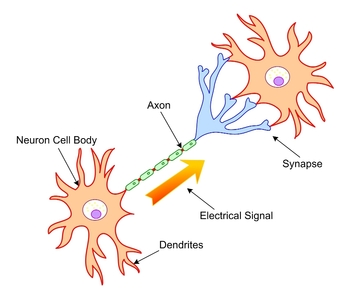 Axon
Neuron Cell Body
Synapse
Electrical Signal
Dendrites